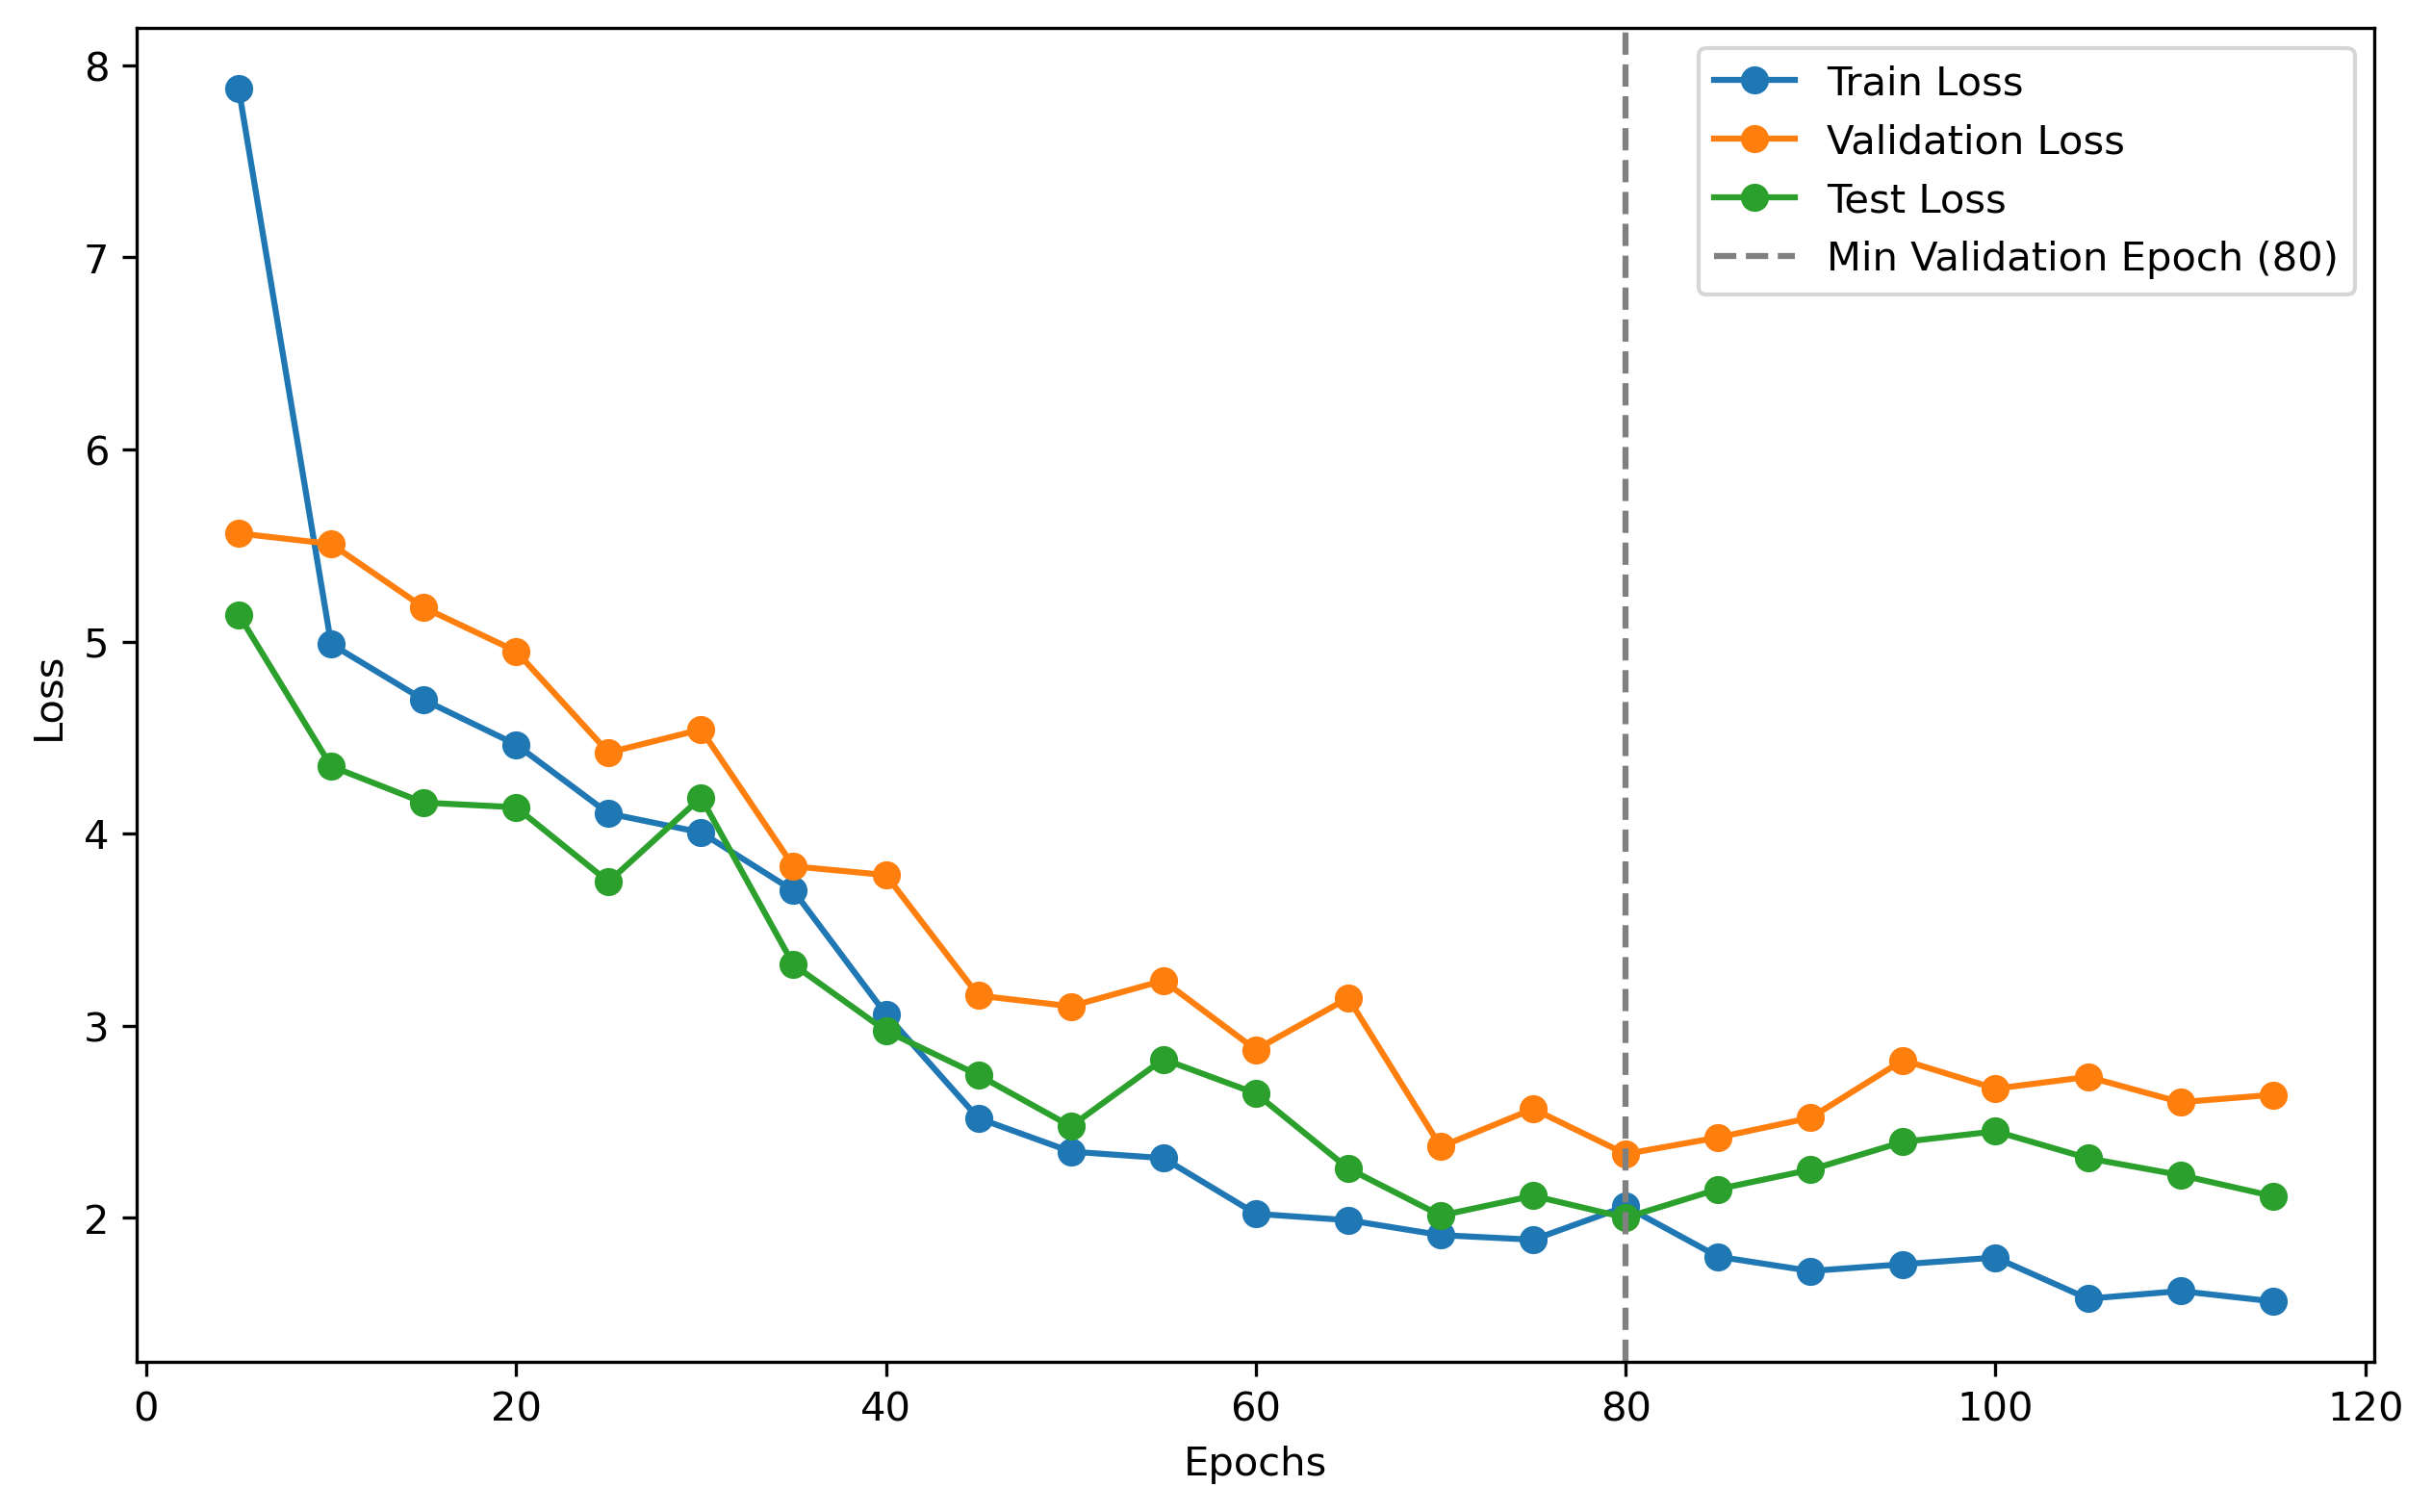 Train Loss
Validation Loss
Test Loss
Min Validation Epoch (80)
8
7
6
5
4
3
2
Loss
0 20 40 60 80 100 120
Epochs